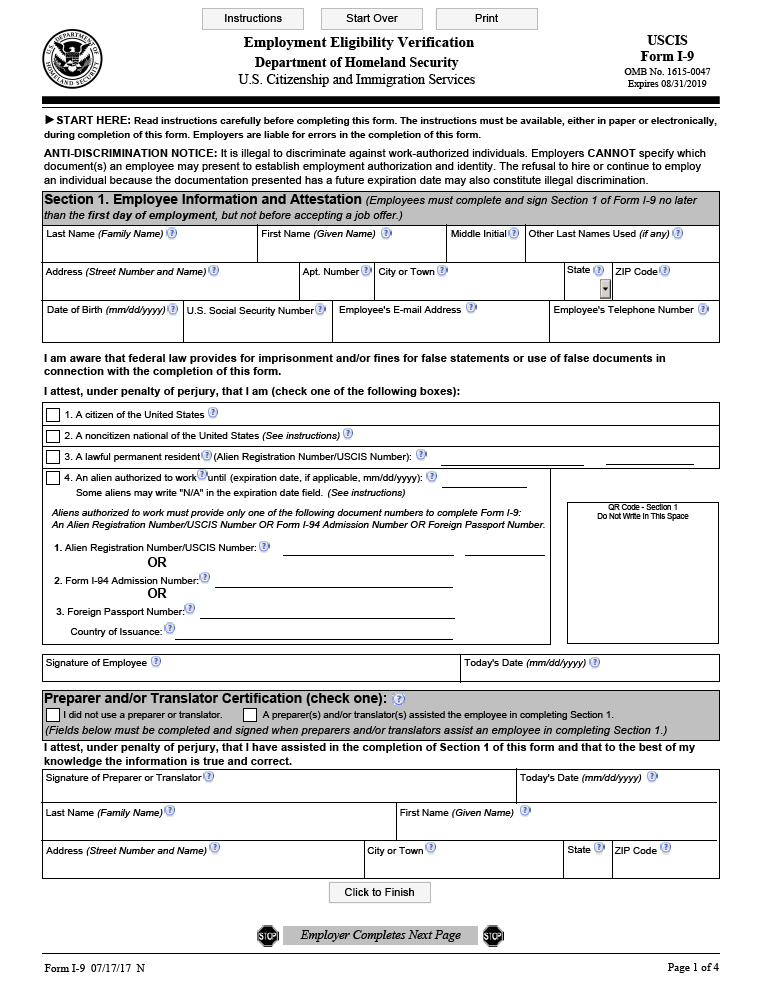 Instructions Start Over Print
Employment Eligibility Verification
Department of Homeland Security
U.S. Citizenship and Immigration Services
USCIS
Form I-9
OMB No. 1615-0047
Expires 08/31/2019
U.S. DEPARTMENT OF HOMELAND SECURITY
►START HERE: Read instructions carefully before completing this form. The instructions must be available, either in paper or electronically,
during completion of this form. Employers are liable for errors in the completion of this form.
ANTI-DISCRIMINATION NOTICE: It is illegal to discriminate against work-authorized individuals. Employers CANNOT specify which
document(s) an employee may present to establish employment authorization and identity. The refusal to hire or continue to employ
an individual because the documentation presented has a future expiration date may also constitute illegal discrimination.
Section 1. Employee Information and Attestation (Employees must complete and sign Section 1 of Form I-9 no later
than the first day of employment, but not before accepting a job offer.)
Last Name (Family Name) ? First Name (Given Name) ? Middle Initial ? Other Last Names Used (if any) ?
Address (Street Number and Name) ? Apt. Number ? City or Town ? State ? ZIP Code ?
Date of Birth (mm/dd/yyyy) ? U.S. Social Security Number ? Employee's E-mail Address ? Employee's Telephone Number ?
I am aware that federal law provides for imprisonment and/or fines for false statements or use of false documents in
connection with the completion of this form.
I attest, under penalty of perjury, that I am (check one of the following boxes):
1. A citizen of the United States ?
2. A noncitizen national of the United States (See instructions) ?
3. A lawful permanent resident ? (Alien Registration Number/USCIS Number): ?
4. An alien authorized to work ? until (expiration date, if applicable, mm/dd/yyyy): ?
Some aliens may write "N/A" in the expiration date field. (See instructions)
Aliens authorized to work must provide only one of the following document numbers to complete Form I-9:
An Alien Registration Number/USCIS Number OR Form I-94 Admission Number OR Foreign Passport Number.
1. Alien Registration Number/USCIS Number: ?
OR
2. Form I-94 Admission Number: ?
OR
3. Foreign Passport Number: ?
Country of Issuance: ?
QR Code - Section 1
Do Not Write In This Space
Signature of Employee ? Today's Date (mm/dd/yyyy) ?
Preparer and/or Translator Certification (check one): ?
I did not use a preparer or translator. A preparer(s) and/or translator(s) assisted the employee in completing Section 1.
(Fields below must be completed and signed when preparers and/or translators assist an employee in completing Section 1.)
I attest, under penalty of perjury, that I have assisted in the completion of Section 1 of this form and that to the best of my
knowledge the information is true and correct.
Signature of Preparer or Translator ? Today's Date (mm/dd/yyyy) ?
Last Name (Family Name) ? First Name (Given Name) ?
Address (Street Number and Name) ? City or Town ? State ? ZIP Code ?
Click to Finish
STOP Employer Completes Next Page STOP
Form I-9 07/17/17 N Page 1 of 4